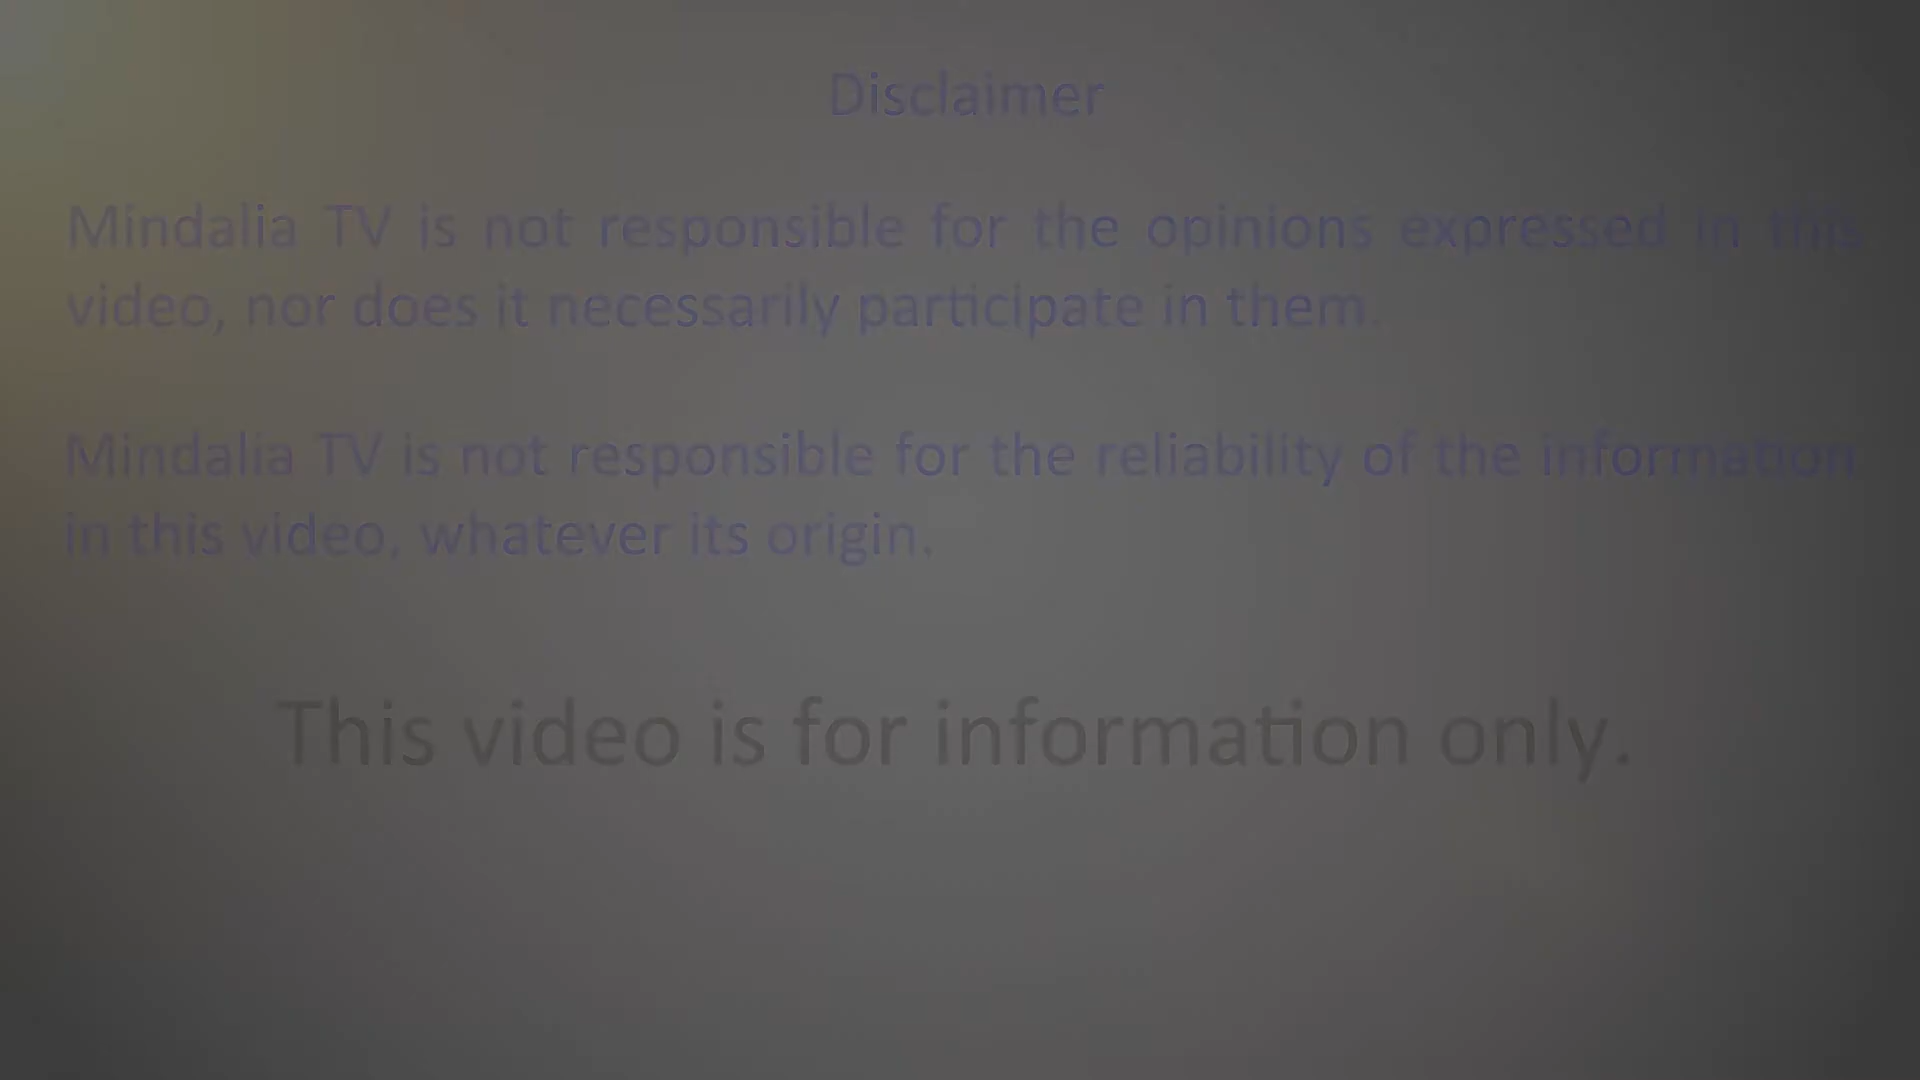 Disclaimer
Mindalia TV is not responsible for the opinions expressed in this
video, nor does it necessarily participate in them.
Mindalia TV is not responsible for the reliability of the information
in this video, whatever its origin.
This video is for information only.